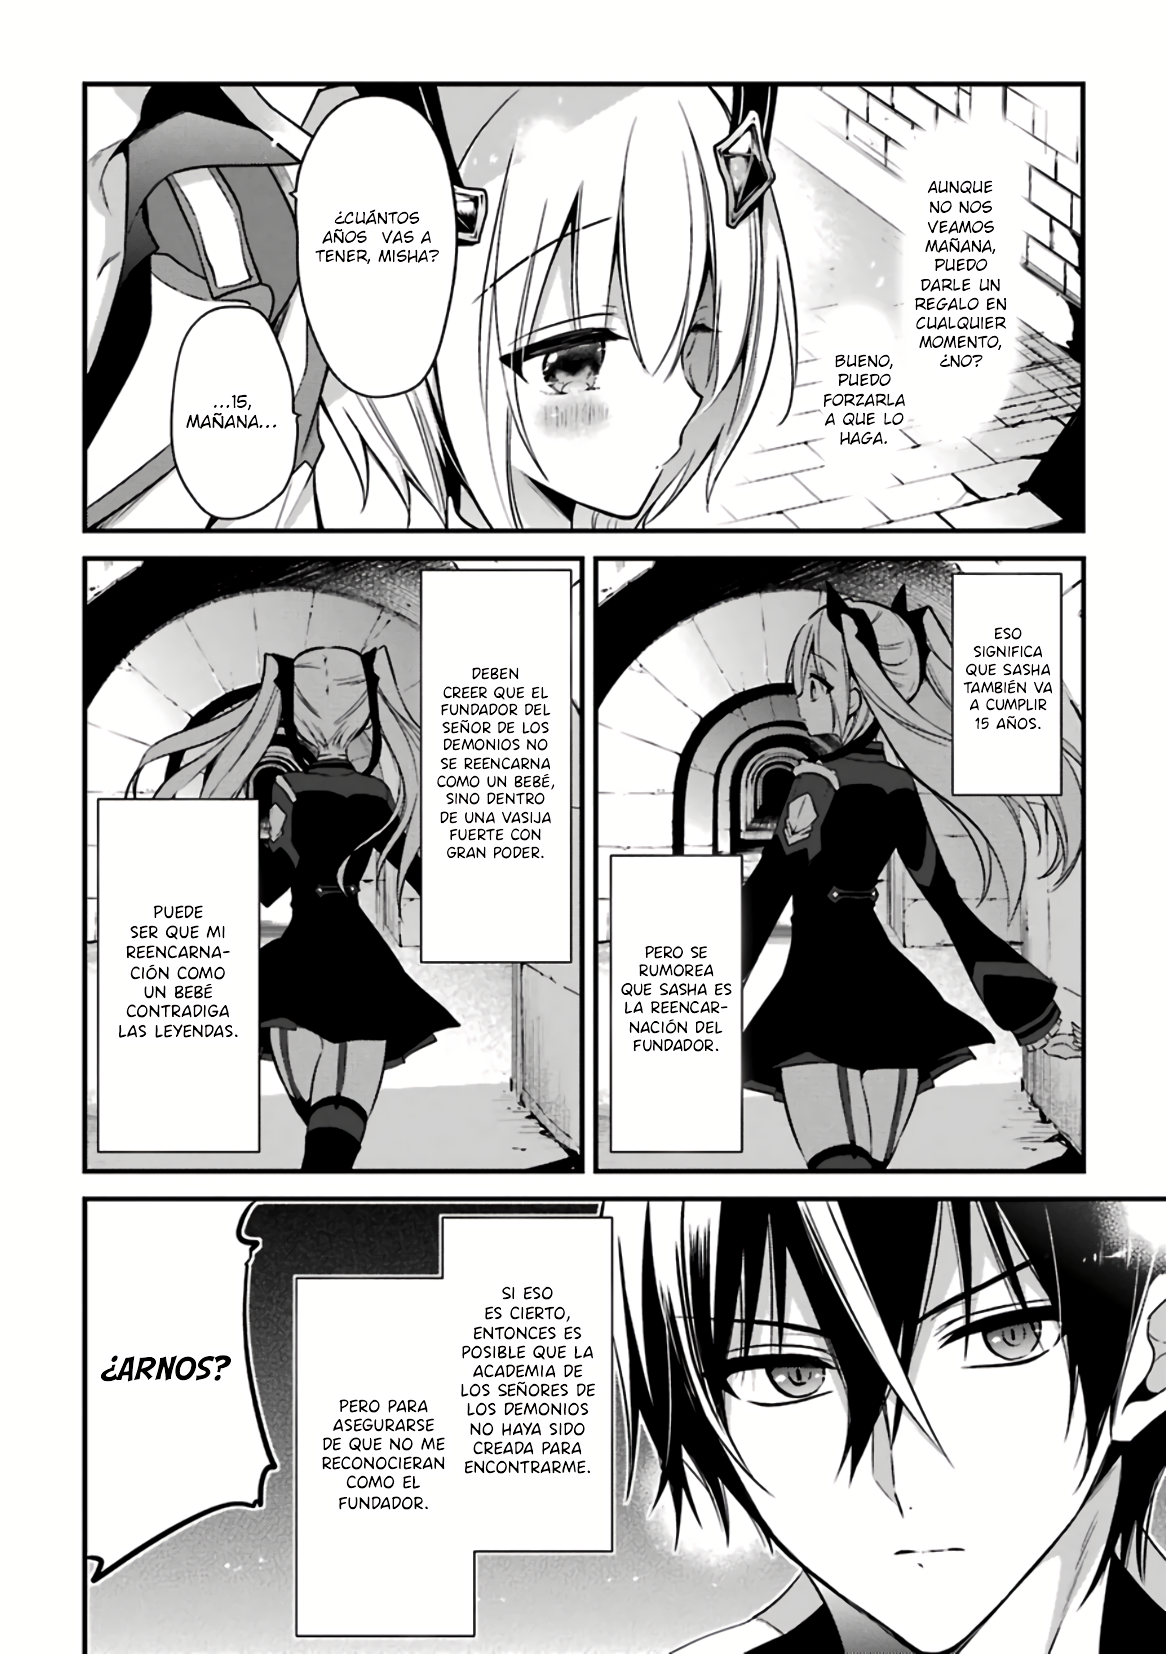 AUNQUE
NO NOS
VEAMOS
MAÑANA,
PUEDO
DARLE UN
REGALO EN
CUALQUIER
MOMENTO,
¿NO?
BUENO,
PUEDO
FORZARLA
A QUE LO
HAGA.
¿CUÁNTOS
AÑOS VAS A
TENER, MISHA?
...15,
MAÑANA...
ESO
SIGNIFICA
QUE SASHA
TAMBIÉN VA
A CUMPLIR
15 AÑOS.
PERO SE
RUMOREA
QUE SASHA ES
LA REENCAR-
NACIÓN DEL
FUNDADOR.
DEBEN
CREER QUE EL
FUNDADOR DEL
SEÑOR DE LOS
DEMONIOS NO
SE REENCARNA
COMO UN BEBÉ,
SINO DENTRO
DE UNA VASIJA
FUERTE CON
GRAN PODER.
PUEDE
SER QUE MI
REENCARNA-
CIÓN COMO
UN BEBÉ
CONTRADIGA
LAS LEYENDAS.
SI ESO
ES CIERTO,
ENTONCES ES
POSIBLE QUE LA
ACADEMIA DE
LOS SEÑORES DE
LOS DEMONIOS
NO HAYA SIDO
CREADA PARA
ENCONTRARME.
PERO PARA
ASEGURARSE
DE QUE NO ME
RECONOCIERAN
COMO EL
FUNDADOR.
¿ARNOS?